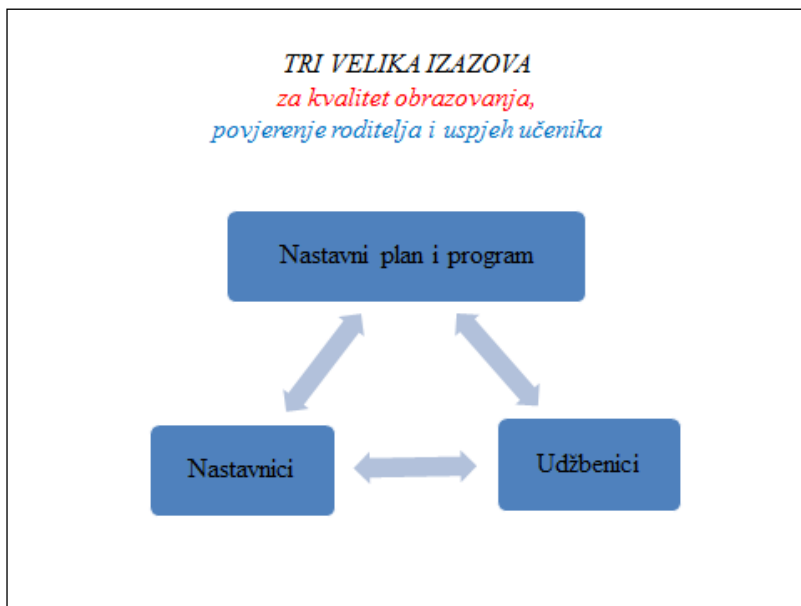 TRI VELIKA IZAZOVA
za kvalitet obrazovanja,
povjerenje roditelja i uspjeh učenika
Nastavni plan i program
Nastavnici
Udžbenici